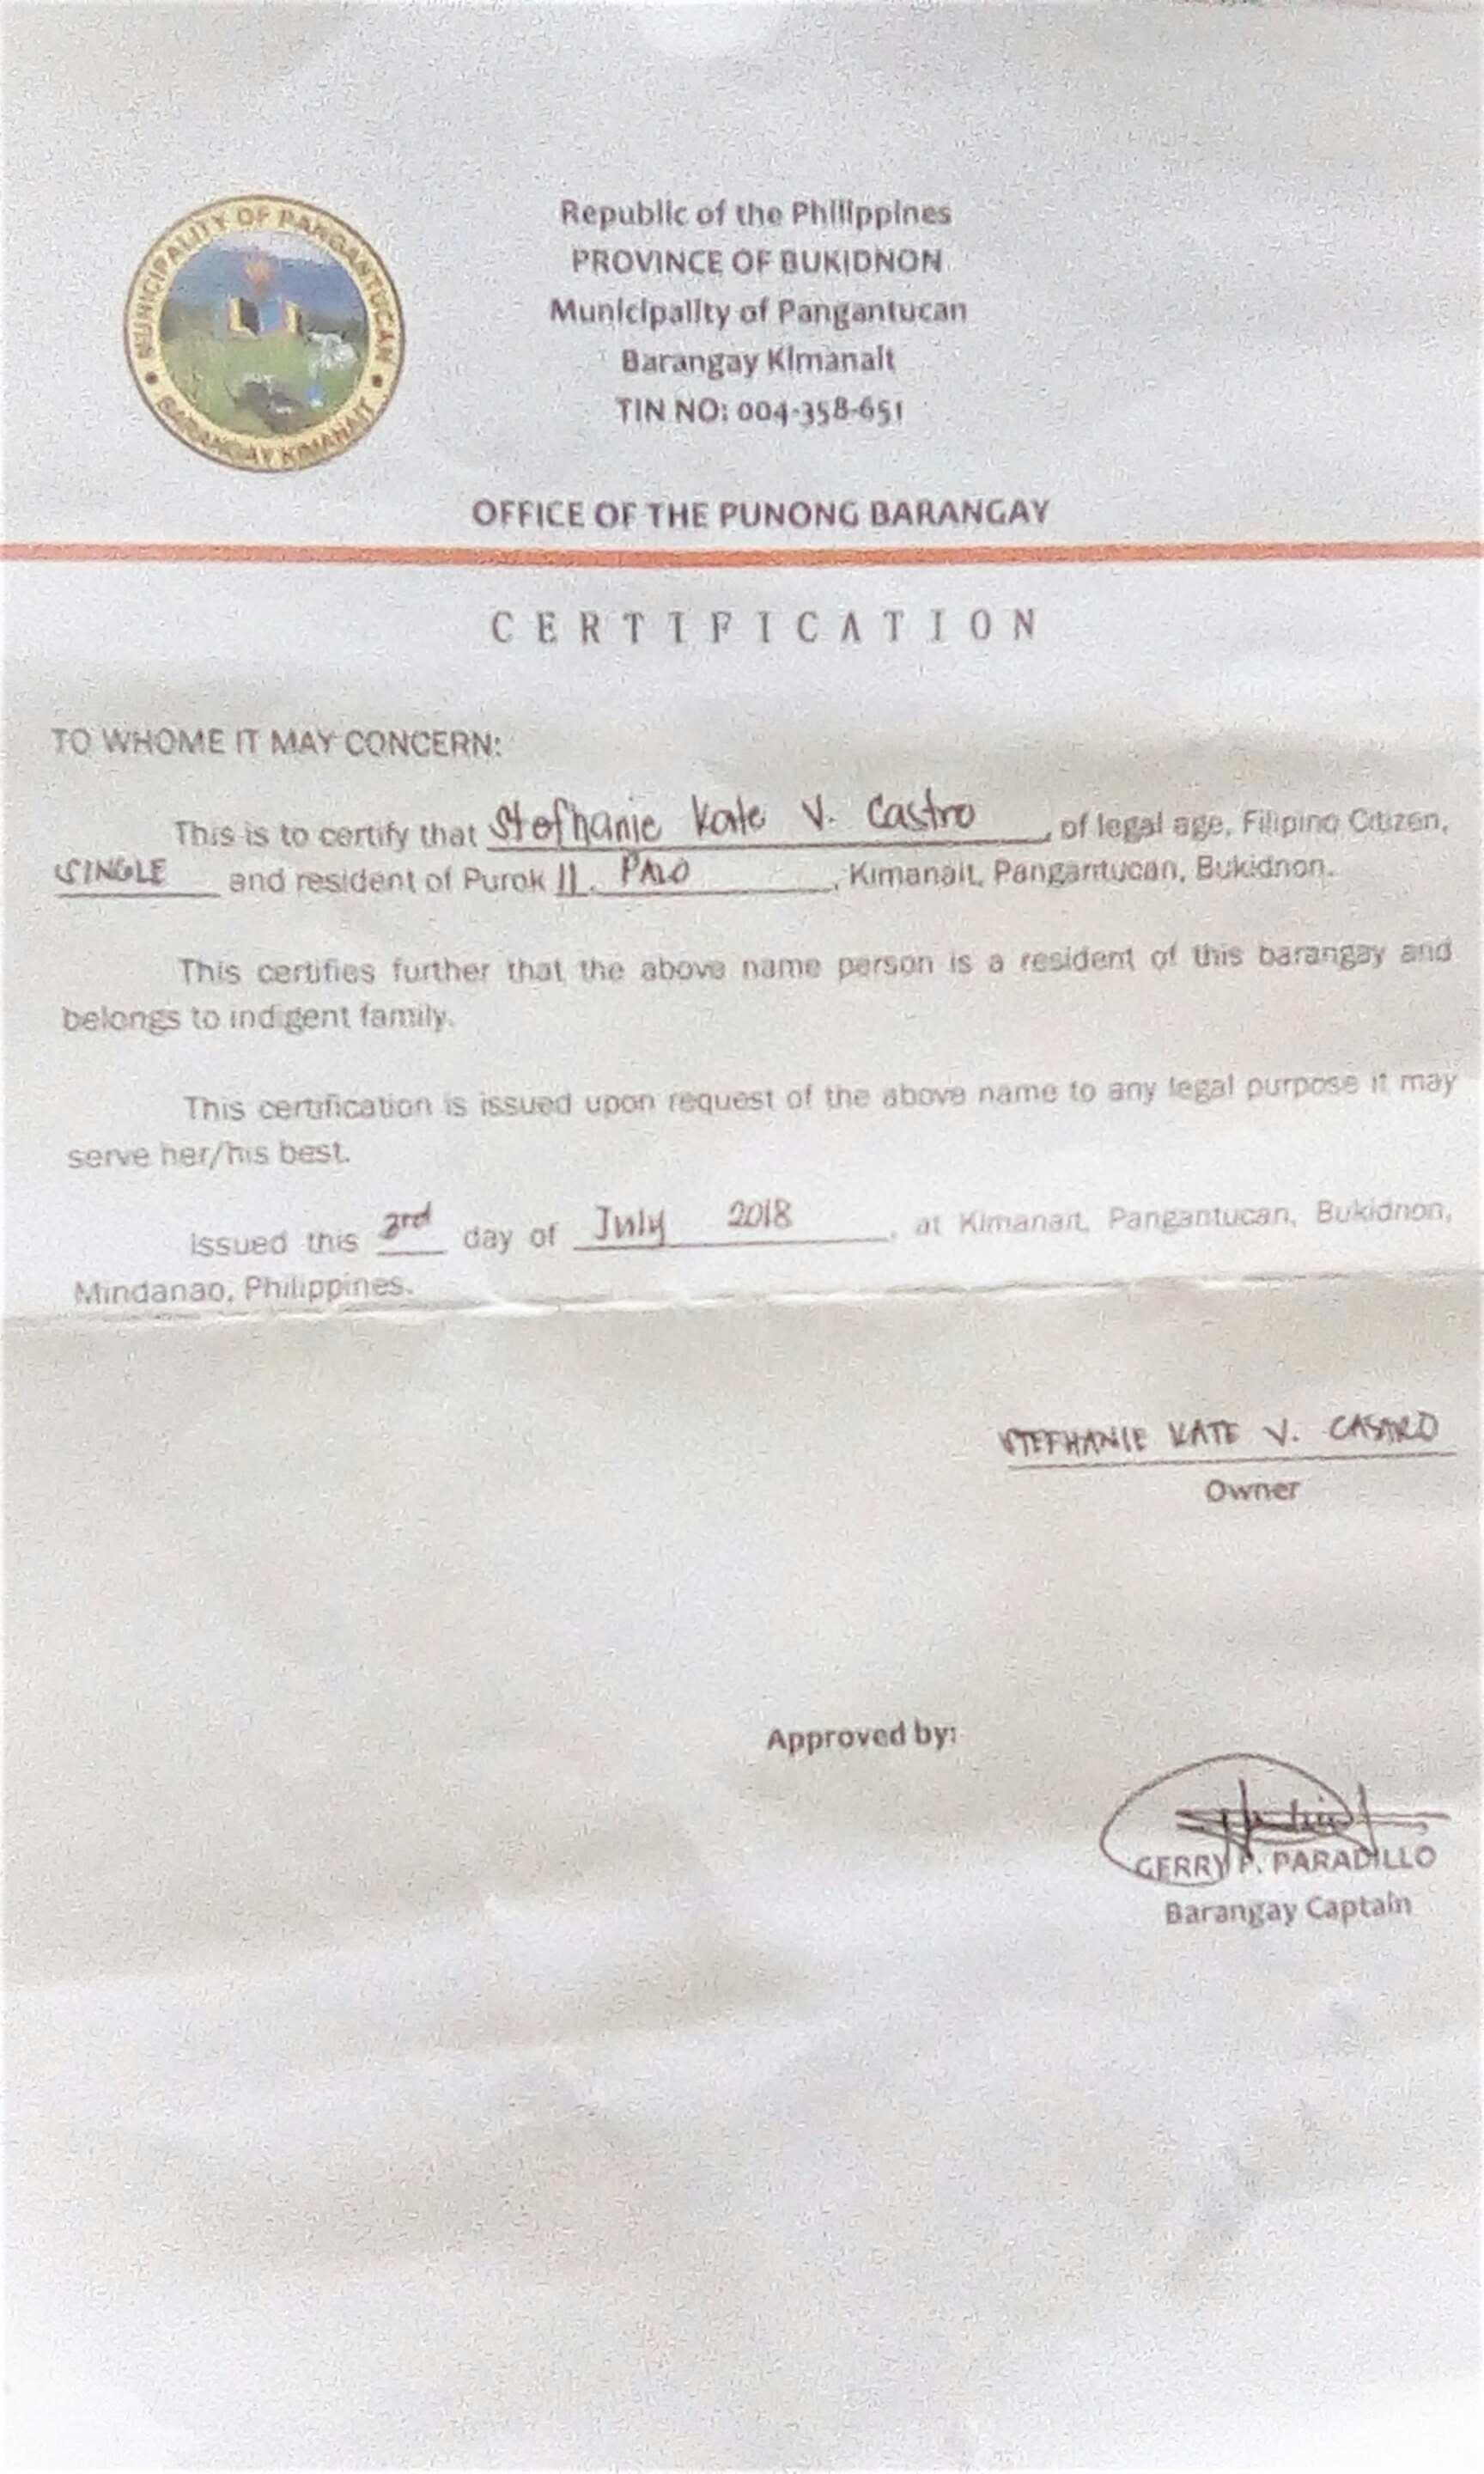 MUNICIPALITY OF PANGANTUCAN
BARANGAY KIMANAIT
Republic of the Philippines
PROVINCE OF BUKIDNON
Municipality of Pangantucan
Barangay Kimanait
TIN NO: 004-358-651
OFFICE OF THE PUNONG BARANGAY
CERTIFICATION
TO WHOME IT MAY CONCERN:
This is to certify that Stefhanie Kate V. Castro, of legal age, Filipino Citizen,
SINGLE and resident of Purok 11. PALO, Kimanait, Pangantucan, Bukidnon.
This certifies further that the above name person is a resident of this barangay and
belongs to indigent family.
This certification is issued upon request of the above name to any legal purpose it may
serve her/his best.
Issued this 3rd day of July 2018, at Kimanait, Pangantucan, Bukidnon,
Mindanao, Philippines.
STEFHANIE KATE V. CASTRO
Owner
Approved by:
GERRY P. PARADILLO
Barangay Captain